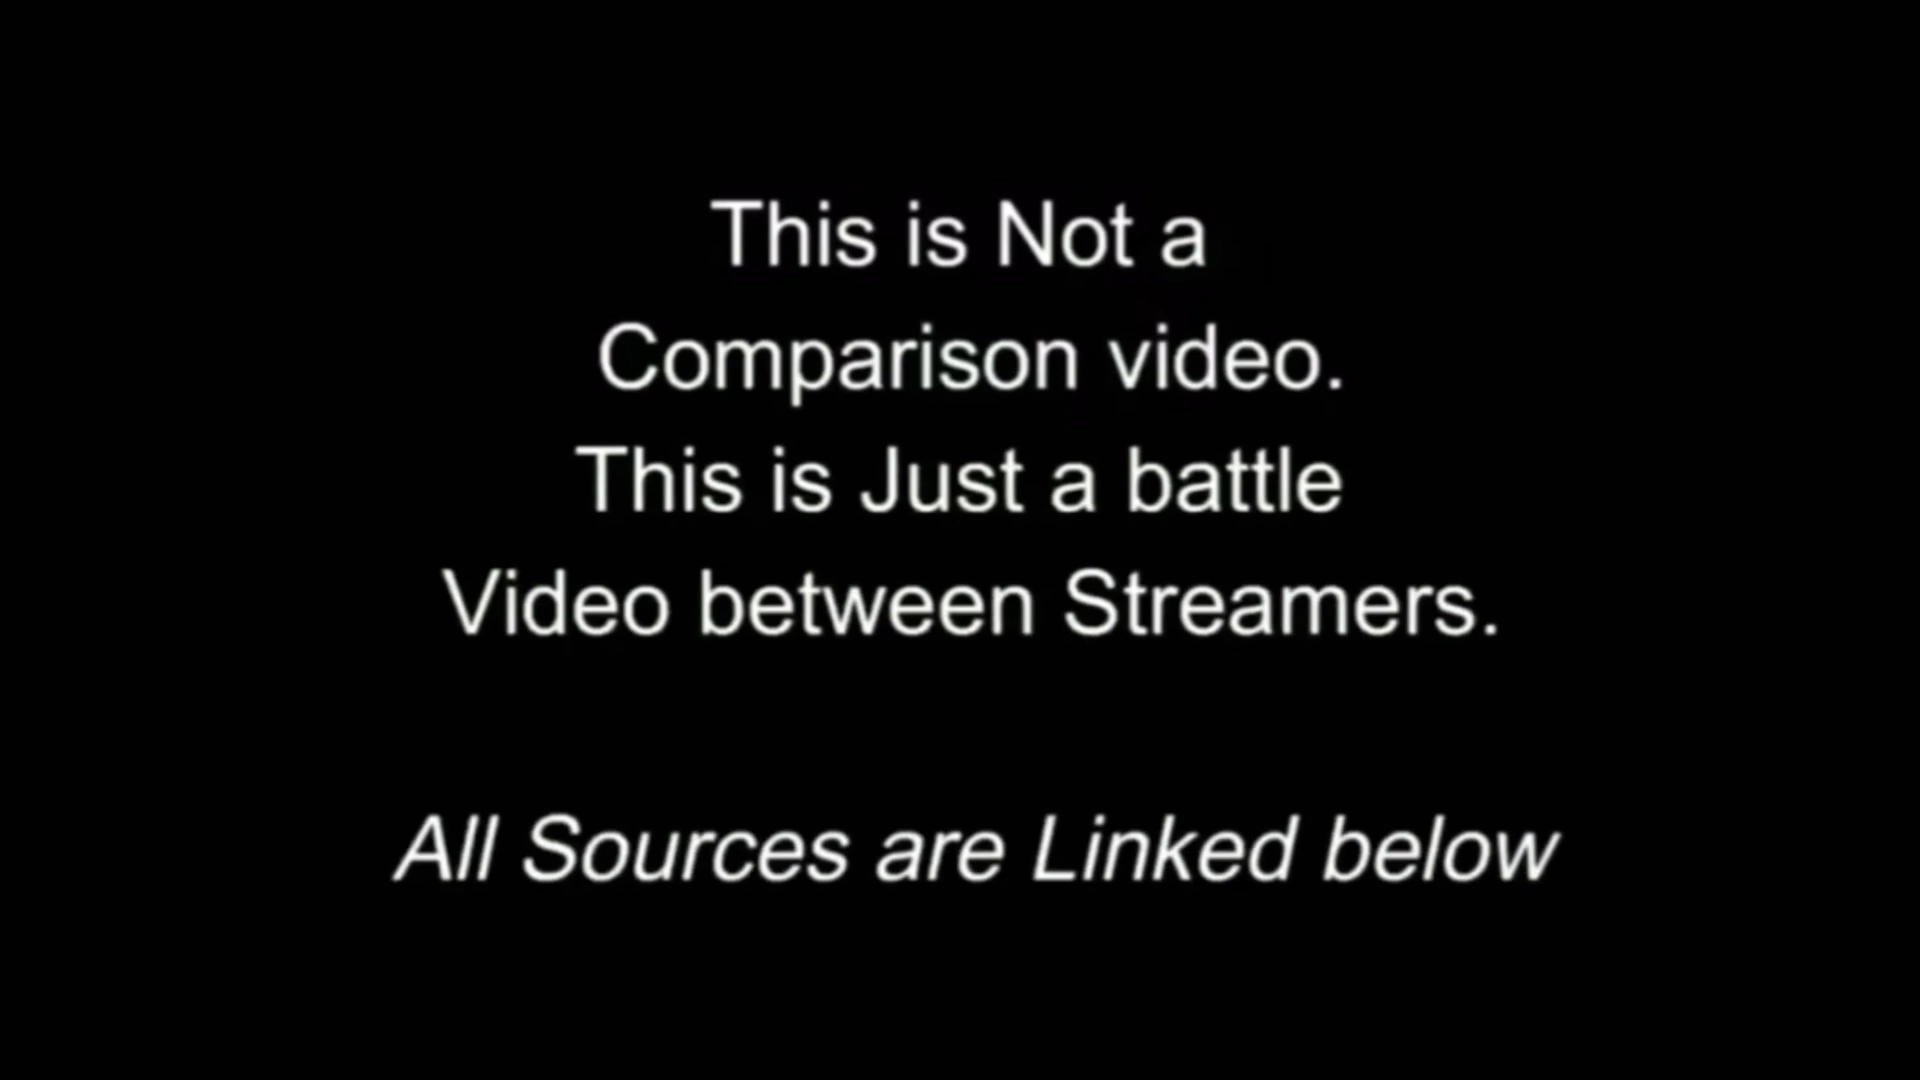 This is Not a
Comparison video.
This is Just a battle
Video between Streamers.
All Sources are Linked below